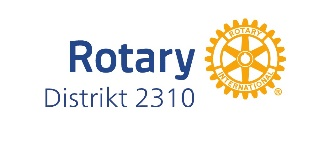 Rotary
Distrikt 2310
ROTARY
INTERNATIONAL
®